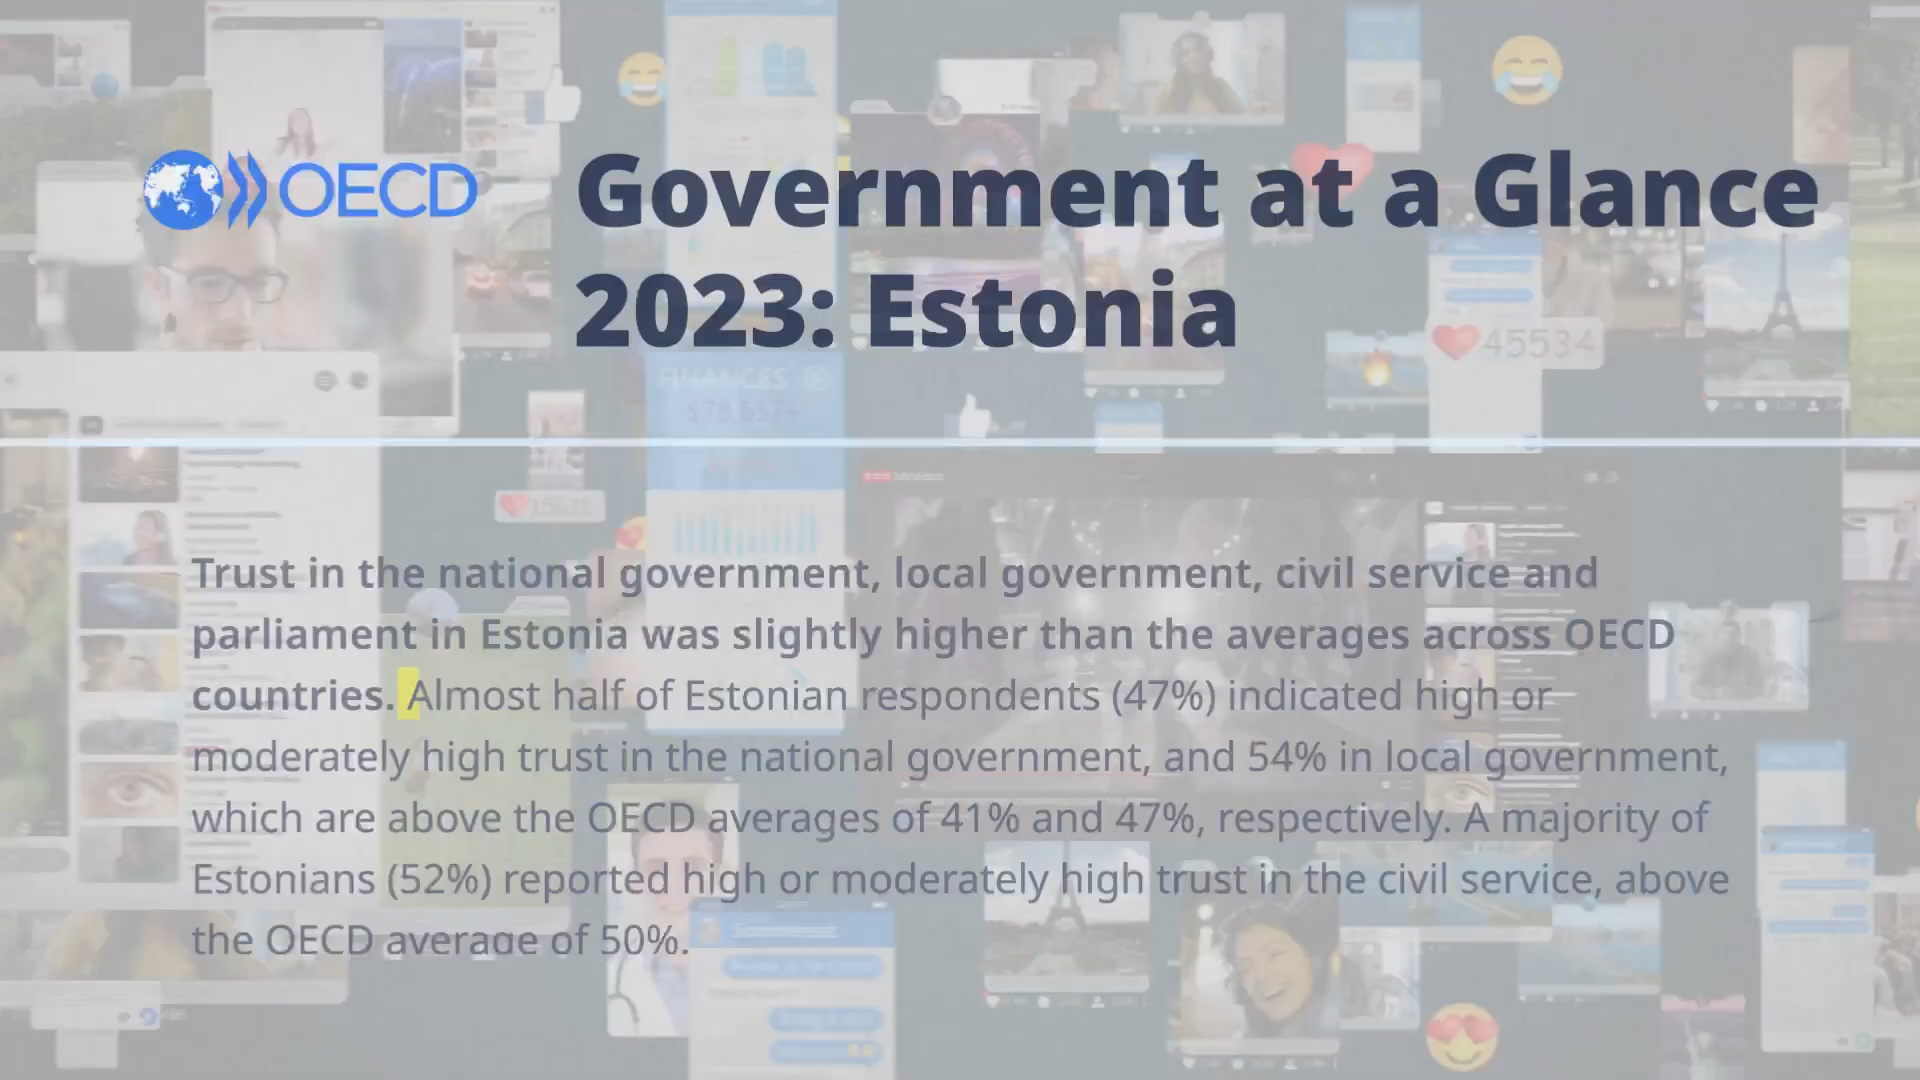 OECD
Government at a Glance
2023: Estonia
45534
FINANCES
Trust in the national government, local government, civil service and
parliament in Estonia was slightly higher than the averages across OECD
countries. Almost half of Estonian respondents (47%) indicated high or
moderately high trust in the national government, and 54% in local government,
which are above the OECD averages of 41% and 47%, respectively. A majority of
Estonians (52%) reported high or moderately high trust in the civil service, above
the OECD average of 50%.